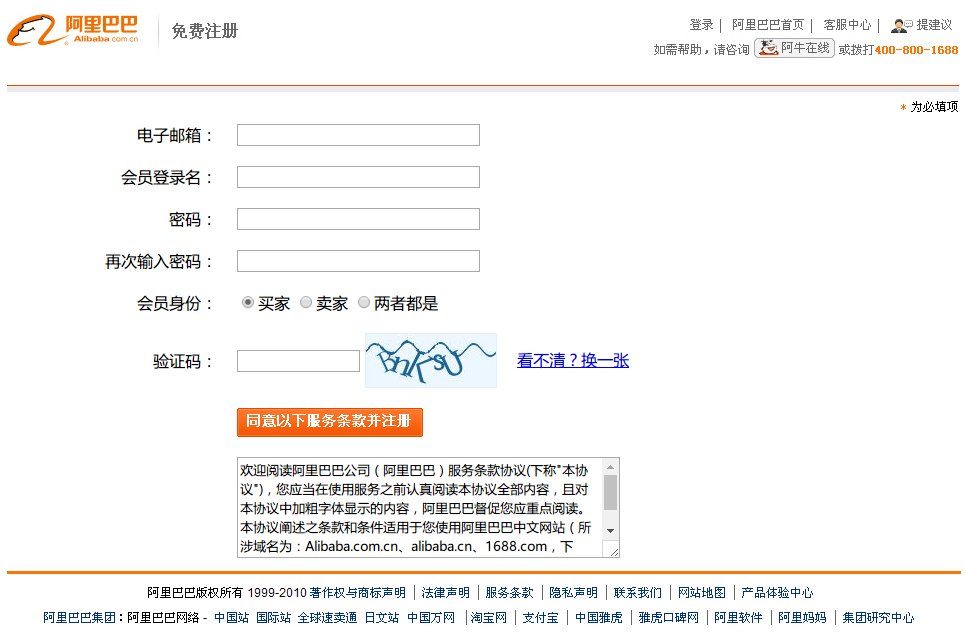 阿里巴巴 Alibaba.com.cn 免费注册
登录 | 阿里巴巴首页 | 客服中心 | 提建议
如需帮助，请咨询 阿牛在线 或拨打400-800-1688
* 为必填项
电子邮箱：
会员登录名：
密码：
再次输入密码：
会员身份： 买家 卖家 两者都是
验证码： BnKsU 看不清？换一张
同意以下服务条款并注册
欢迎阅读阿里巴巴公司（阿里巴巴）服务条款协议(下称"本协
议")，您应当在使用服务之前认真阅读本协议全部内容，且对
本协议中加粗字体显示的内容，阿里巴巴督促您应重点阅读。
本协议阐述之条款和条件适用于您使用阿里巴巴中文网站（所
涉域名为：Alibaba.com.cn、alibaba.cn、1688.com，下
阿里巴巴版权所有 1999-2010 著作权与商标声明 | 法律声明 | 服务条款 | 隐私声明 | 联系我们 | 网站地图 | 产品体验中心
阿里巴巴集团：阿里巴巴网络 - 中国站 国际站 全球速卖通 日文站 中国万网 | 淘宝网 | 支付宝 | 中国雅虎 | 雅虎口碑网 | 阿里软件 | 阿里妈妈 | 集团研究中心